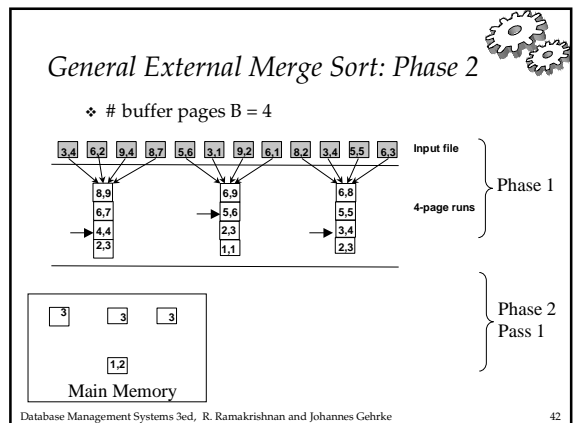 General External Merge Sort: Phase 2
❖ # buffer pages B = 4
3,4 6,2 9,4 8,7 5,6 3,1 9,2 6,1 8,2 3,4 5,5 6,3 Input file
Phase 1
4-page runs
8,9
6,7
4,4
2,3
6,9
5,6
2,3
1,1
6,8
5,5
3,4
2,3
Phase 2
Pass 1
3 3 3
1,2
Main Memory
Database Management Systems 3ed, R. Ramakrishnan and Johannes Gehrke 42